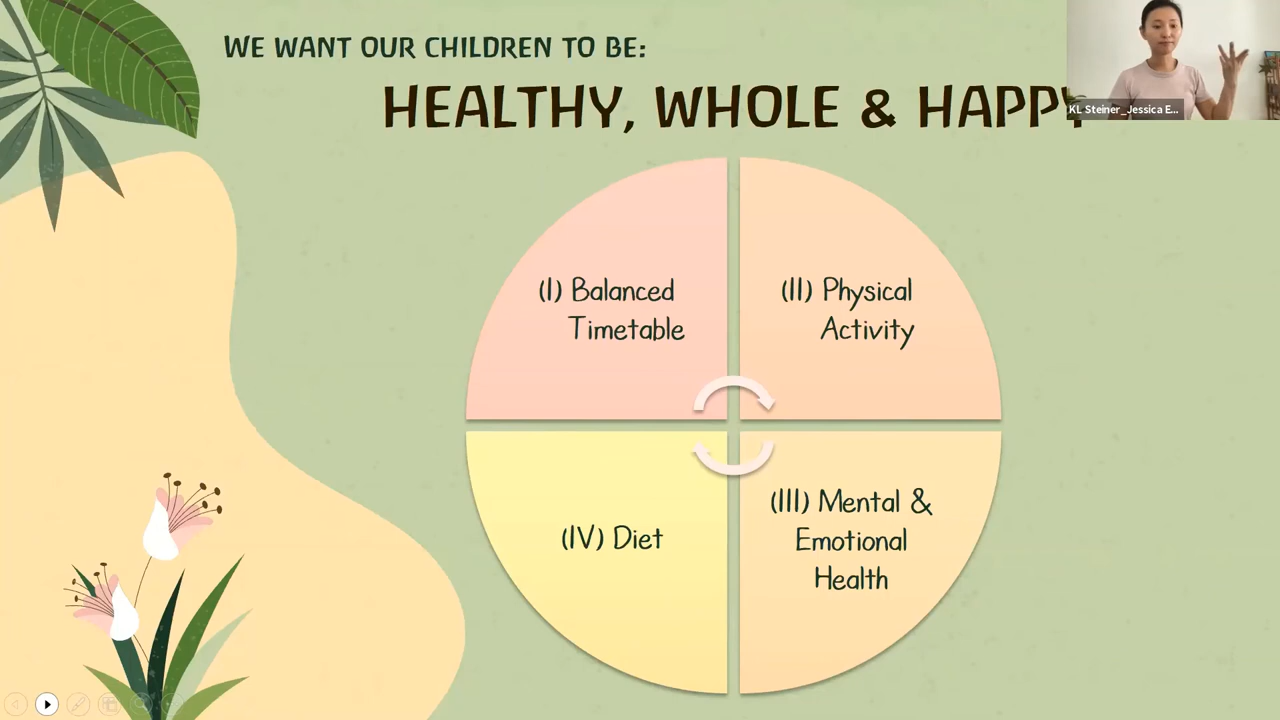 WE WANT OUR CHILDREN TO BE:
HEALTHY, WHOLE & HAPPY
KL Steiner_Jessica E...
(I) Balanced
Timetable
(II) Physical
Activity
(III) Mental &
Emotional
Health
(IV) Diet